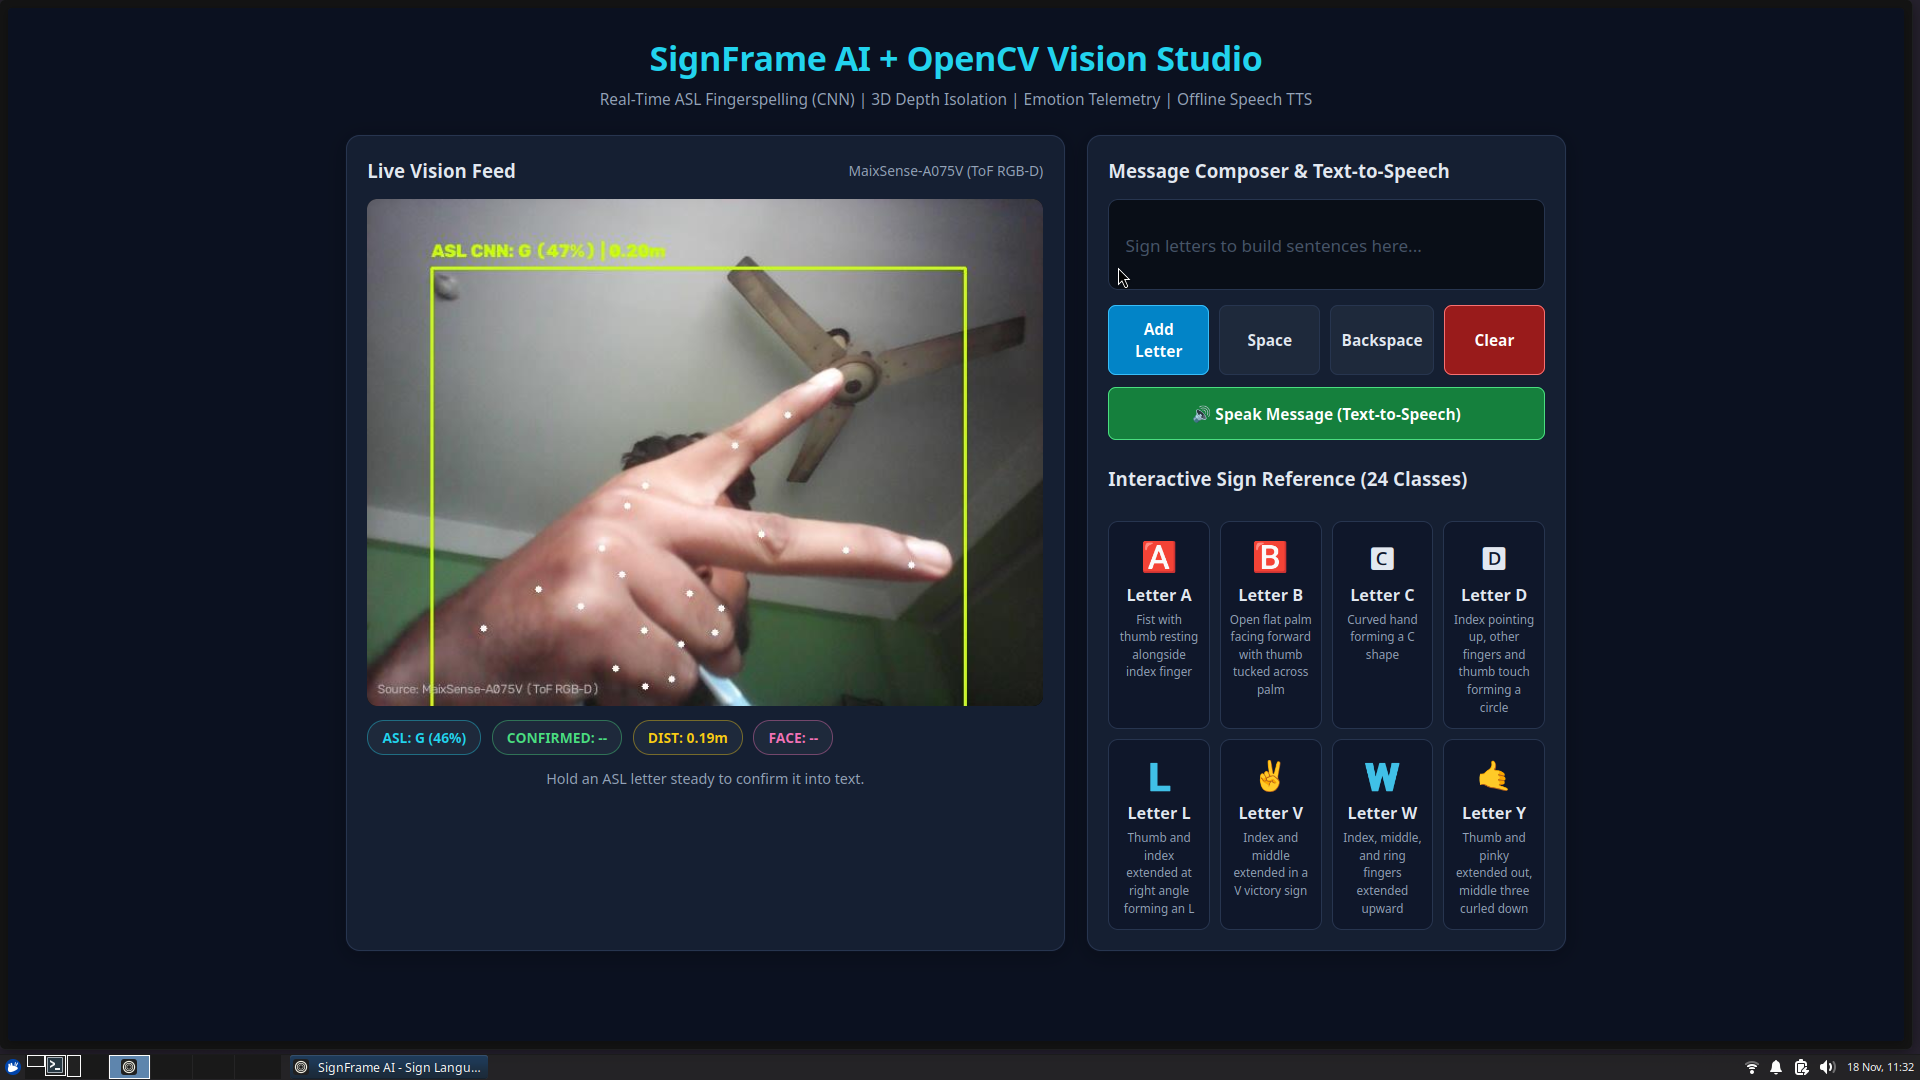 SignFrame AI + OpenCV Vision Studio
Real-Time ASL Fingerspelling (CNN) | 3D Depth Isolation | Emotion Telemetry | Offline Speech TTS
Live Vision Feed
MaixSense-A075V (ToF RGB-D)
ASL CNN: G (47%) | 0.20m
Source: MaixSense-A075V (ToF RGB-D)
ASL: G (46%)
CONFIRMED: --
DIST: 0.19m
FACE: --
Hold an ASL letter steady to confirm it into text.
Message Composer & Text-to-Speech
Sign letters to build sentences here...
Add
Letter
Space
Backspace
Clear
🔊 Speak Message (Text-to-Speech)
Interactive Sign Reference (24 Classes)
A
Letter A
Fist with
thumb resting
alongside
index finger
B
Letter B
Open flat palm
facing forward
with thumb
tucked across
palm
C
Letter C
Curved hand
forming a C
shape
D
Letter D
Index pointing
up, other
fingers and
thumb touch
forming a
circle
L
Letter L
Thumb and
index
extended at
right angle
forming an L
Letter V
Index and
middle
extended in a
V victory sign
W
Letter W
Index, middle,
and ring
fingers
extended
upward
Letter Y
Thumb and
pinky
extended out,
middle three
curled down
SignFrame AI - Sign Langu...
18 Nov, 11:32